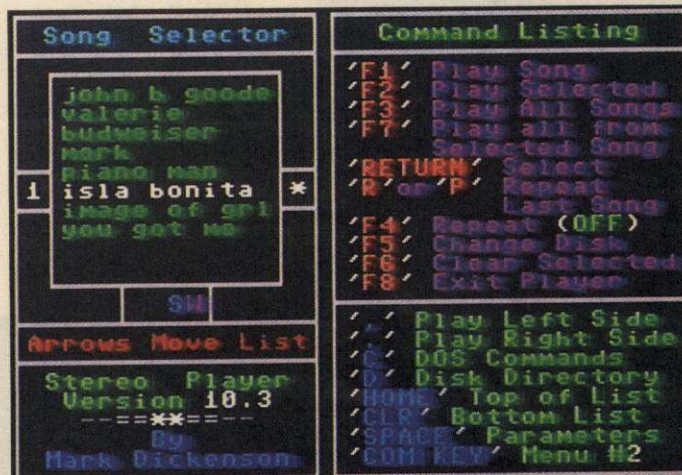 Song Selector
john b goode
valerie
budweiser
mork
piano man
1 isla bonita *
image of grl
you got me
SW
Arrows Move List
Stereo Player
Version 10.3
--==**==--
By
Mark Dickenson
Command Listing
'F1' Play Song
'F2' Play Selected
'F3' Play All Songs
'F7' Play all from
Selected Song
'RETURN' Select
'R' or 'P' Repeat
Last Song
'F4' Repeat (OFF)
'F5' Change Disk
'F6' Clear Selected
'F8' Exit Player
',' Play Left Side
'.' Play Right Side
'C' DOS Commands
'D' Disk Directory
'HOME' Top of List
'CLR' Bottom List
'SPACE' Parameters
'COM KEY' Menu #2